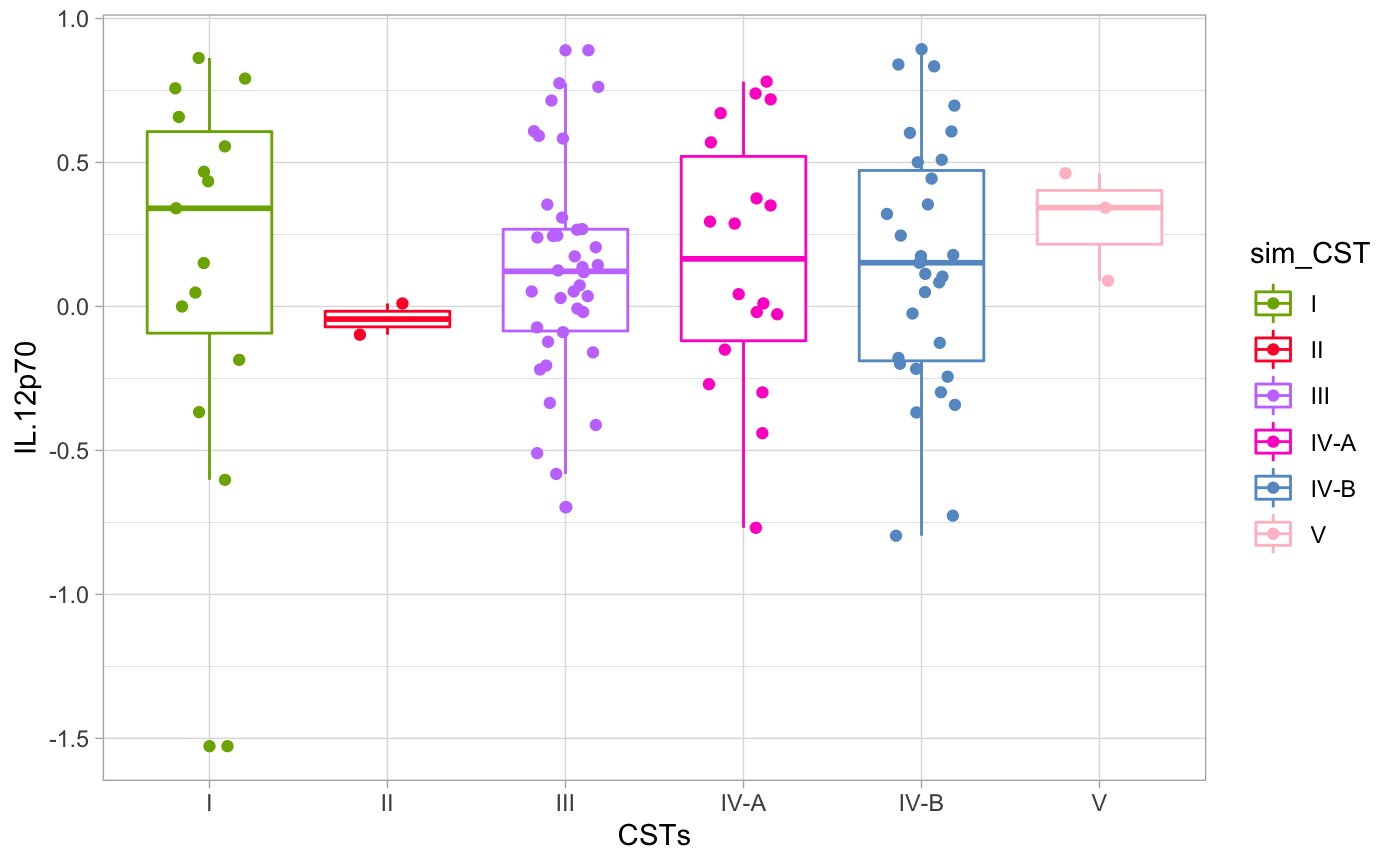 1.0
0.5
0.0
-0.5
-1.0
-1.5
IL.12p70
I II III IV-A IV-B V
CSTs
sim_CST
I
II
III
IV-A
IV-B
V